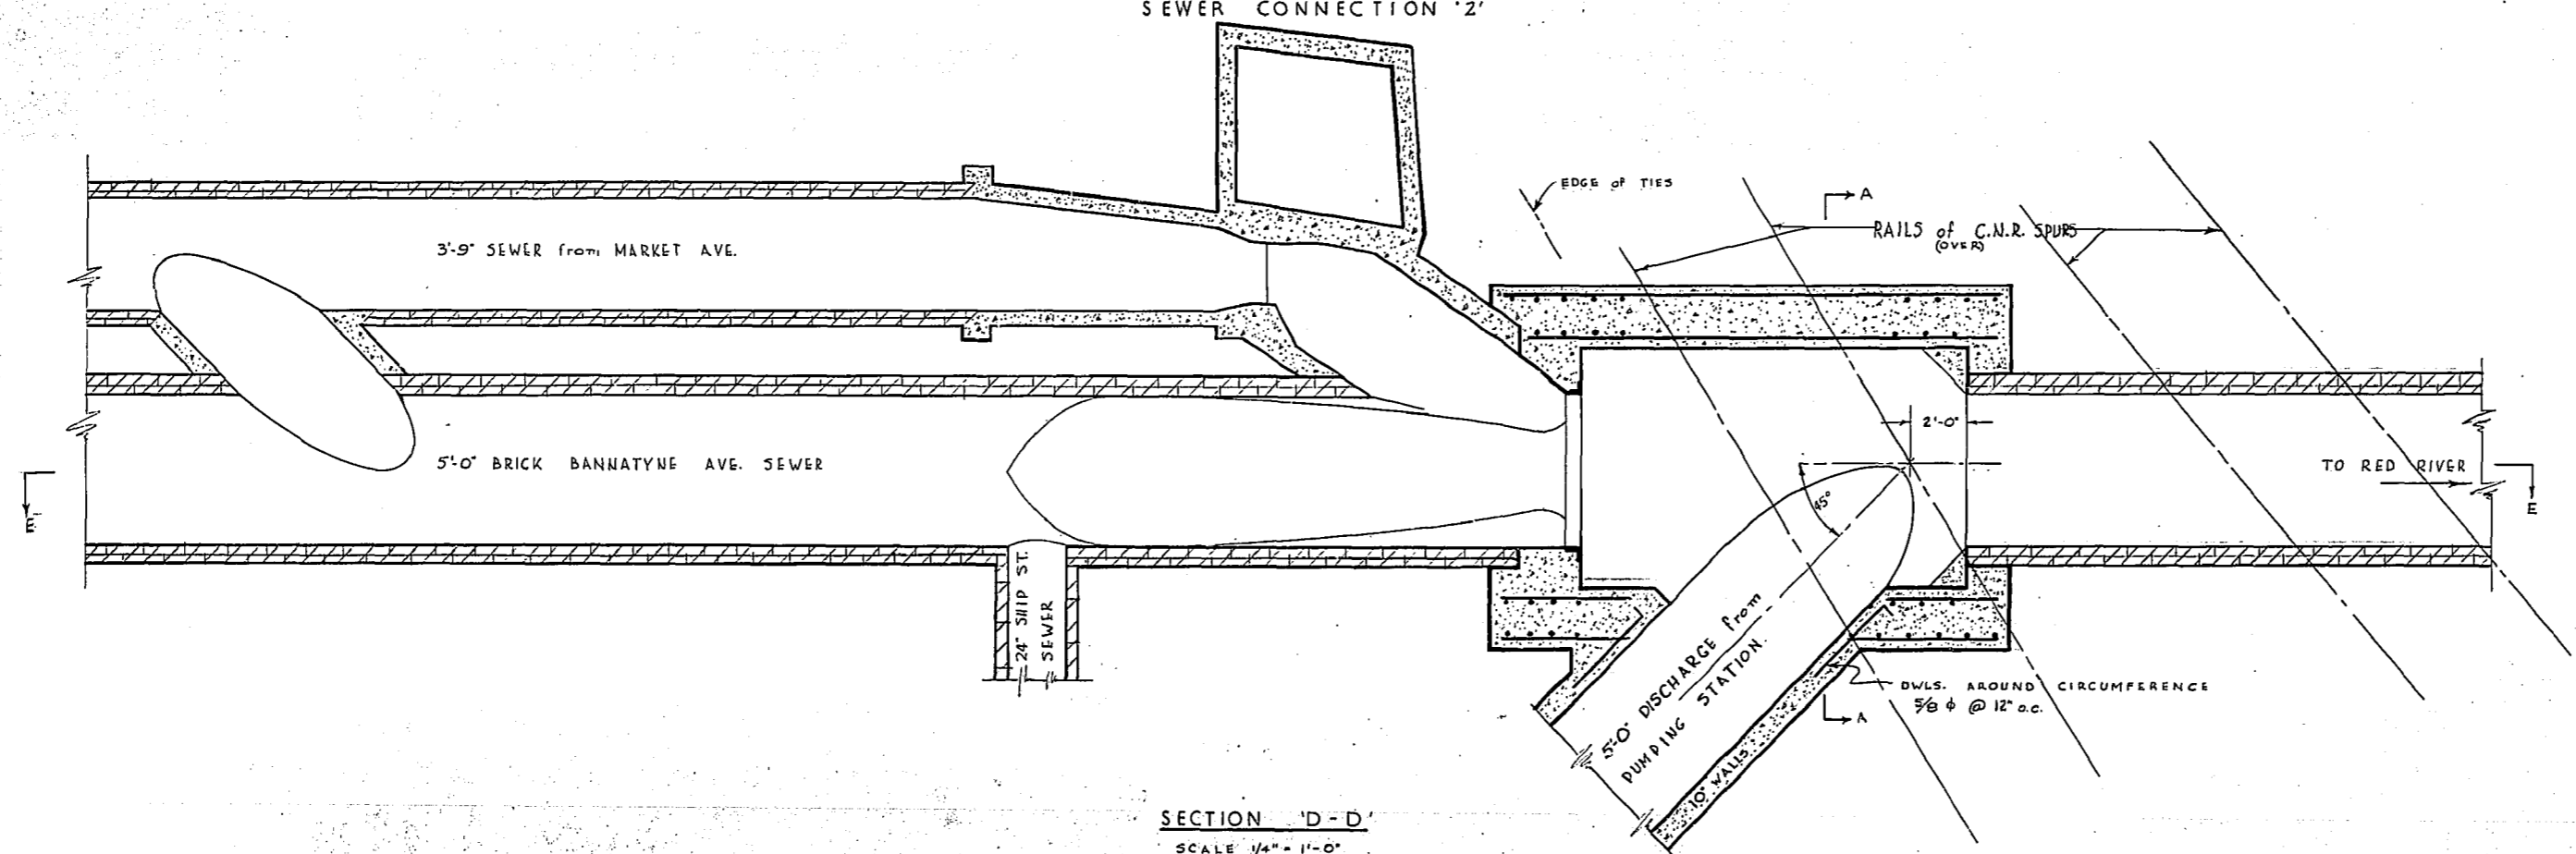 SEWER CONNECTION '2'
EDGE of TIES
A
RAILS of C.N.R. SPURS
(OVER)
3'-9" SEWER from MARKET AVE.
2'-0"
5'-0" BRICK BANNATYNE AVE. SEWER
TO RED RIVER
E
E
45°
24" SHIP ST.
SEWER
5'-0" DISCHARGE from
PUMPING STATION.
DWLS. AROUND CIRCUMFERENCE
5/8 ϕ @ 12" o.c.
A
10" WALLS
SECTION 'D-D'
SCALE 1/4" = 1'-0"